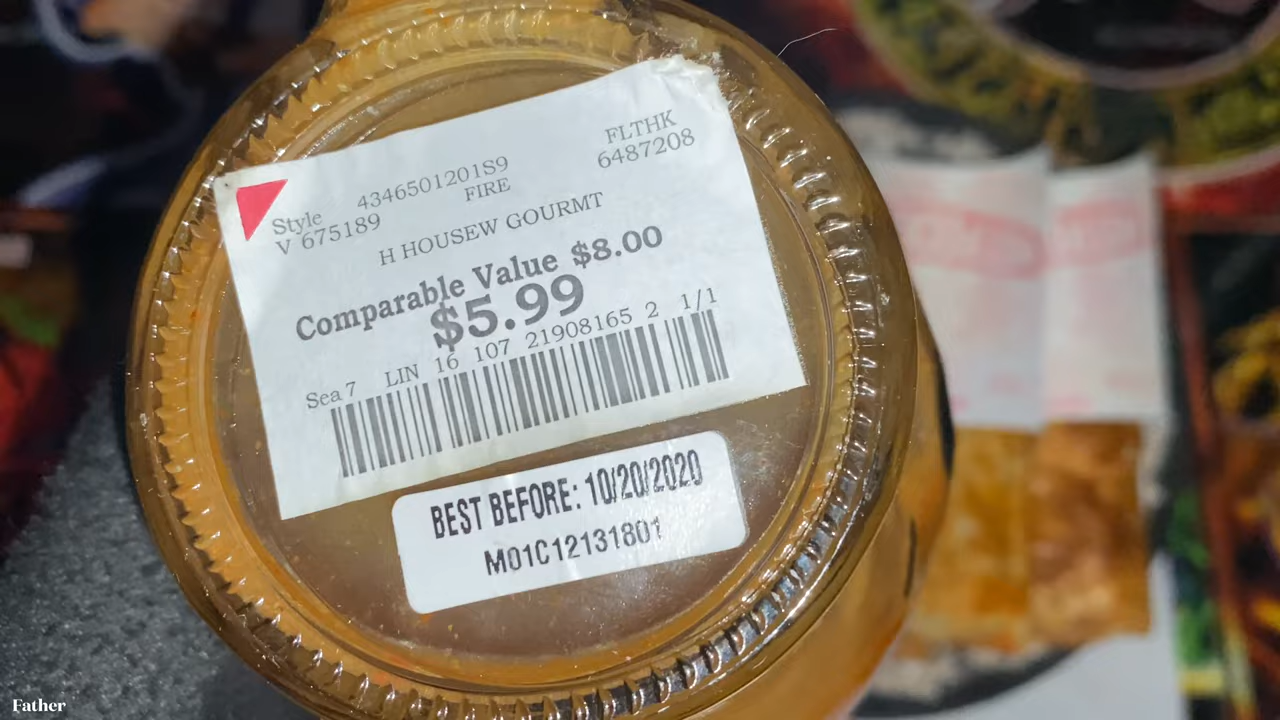 FLTHK
4346501201S9 6487208
Style FIRE
V 675189
H HOUSEW GOURMT
Comparable Value $8.00
$5.99
Sea 7 LIN 16 107 21908165 2 1/1
BEST BEFORE: 10/20/2020
M01C12131801
Father